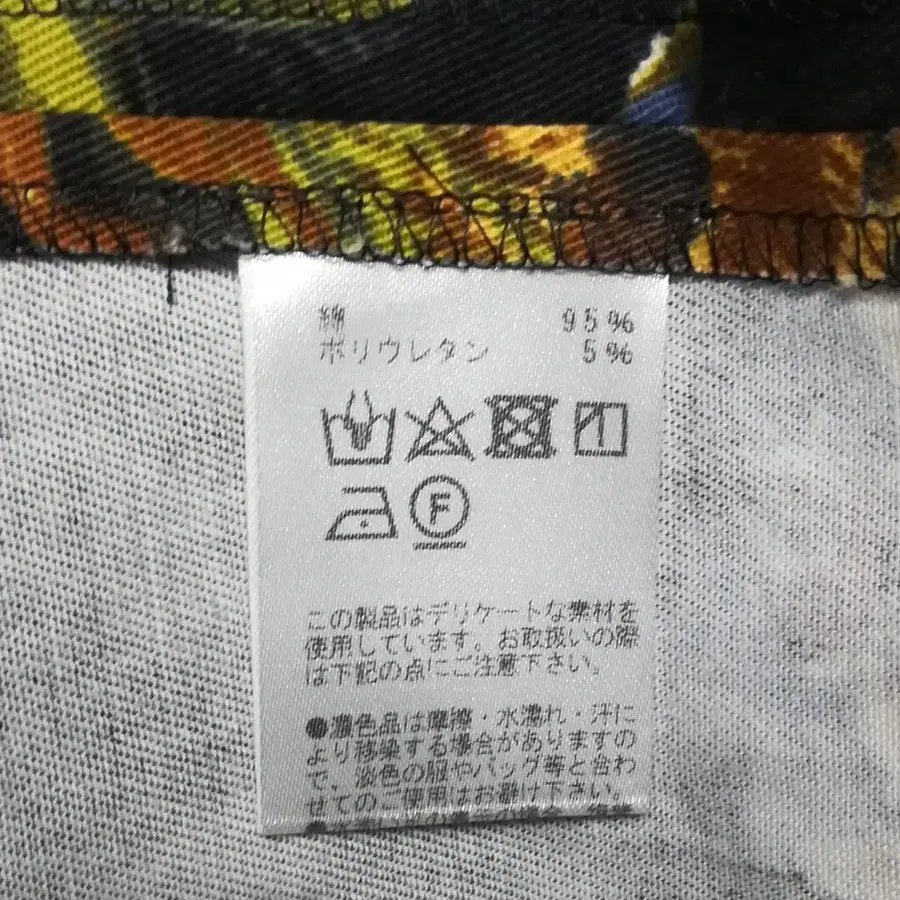 綿 95%
ポリウレタン 5%
F
この製品はデリケートな素材を
使用しています。お取扱いの際
は下記の点にご注意下さい。
●濃色品は摩擦・水濡れ・汗に
より移染する場合がありますの
で、淡色の服やバッグ等と合わ
せてのご使用はお避け下さい。